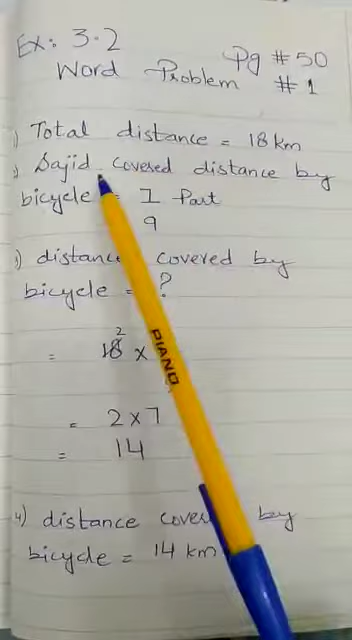 Ex: 3.2
Pg # 50
Word Problem # 1
1) Total distance = 18 km
2) Sajid covered distance by
bicycle = 7 Part
9
3) distance covered by
bicycle = ?
= 18 2 x
= 2 x 7
= 14
4) distance cover by
bicycle = 14 km
PIANO